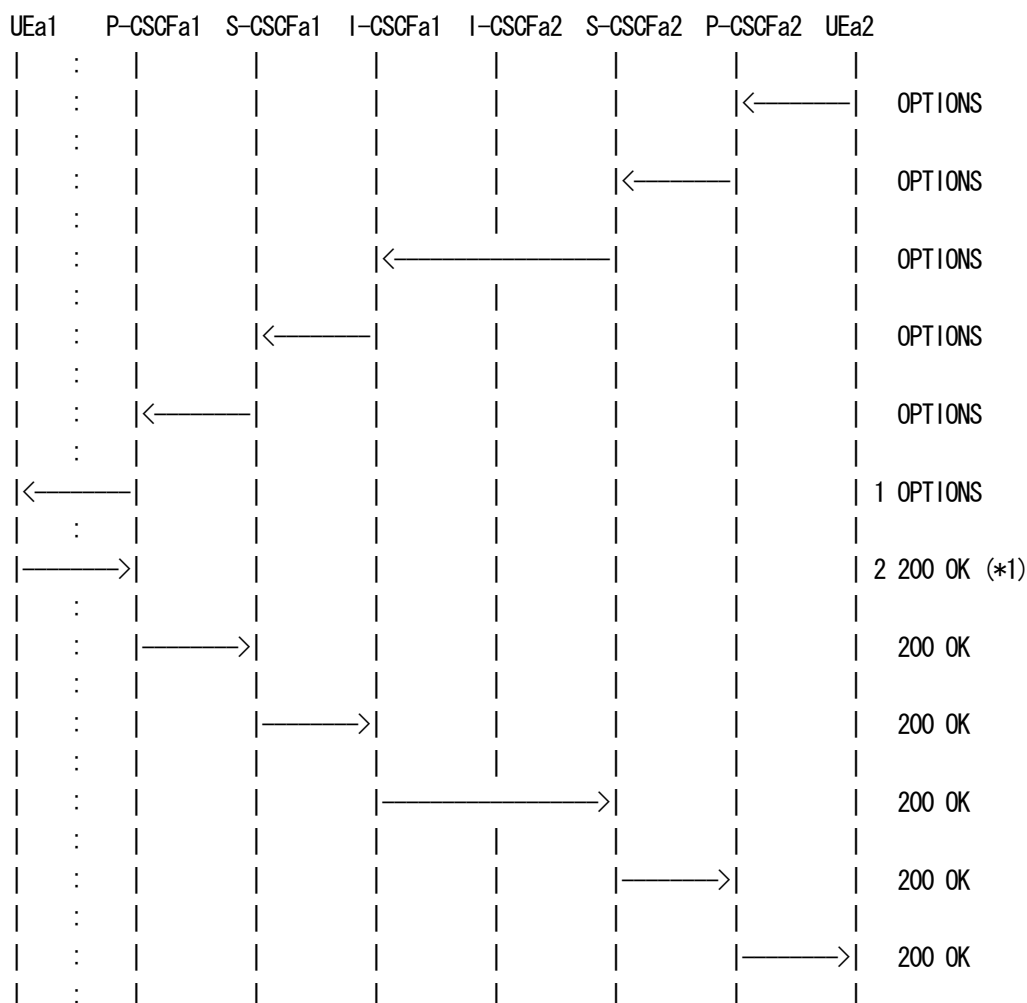 UEa1 P-CSCFa1 S-CSCFa1 I-CSCFa1 I-CSCFa2 S-CSCFa2 P-CSCFa2 UEa2
OPTIONS
OPTIONS
OPTIONS
OPTIONS
OPTIONS
1 OPTIONS
2 200 OK (*1)
200 OK
200 OK
200 OK
200 OK
200 OK